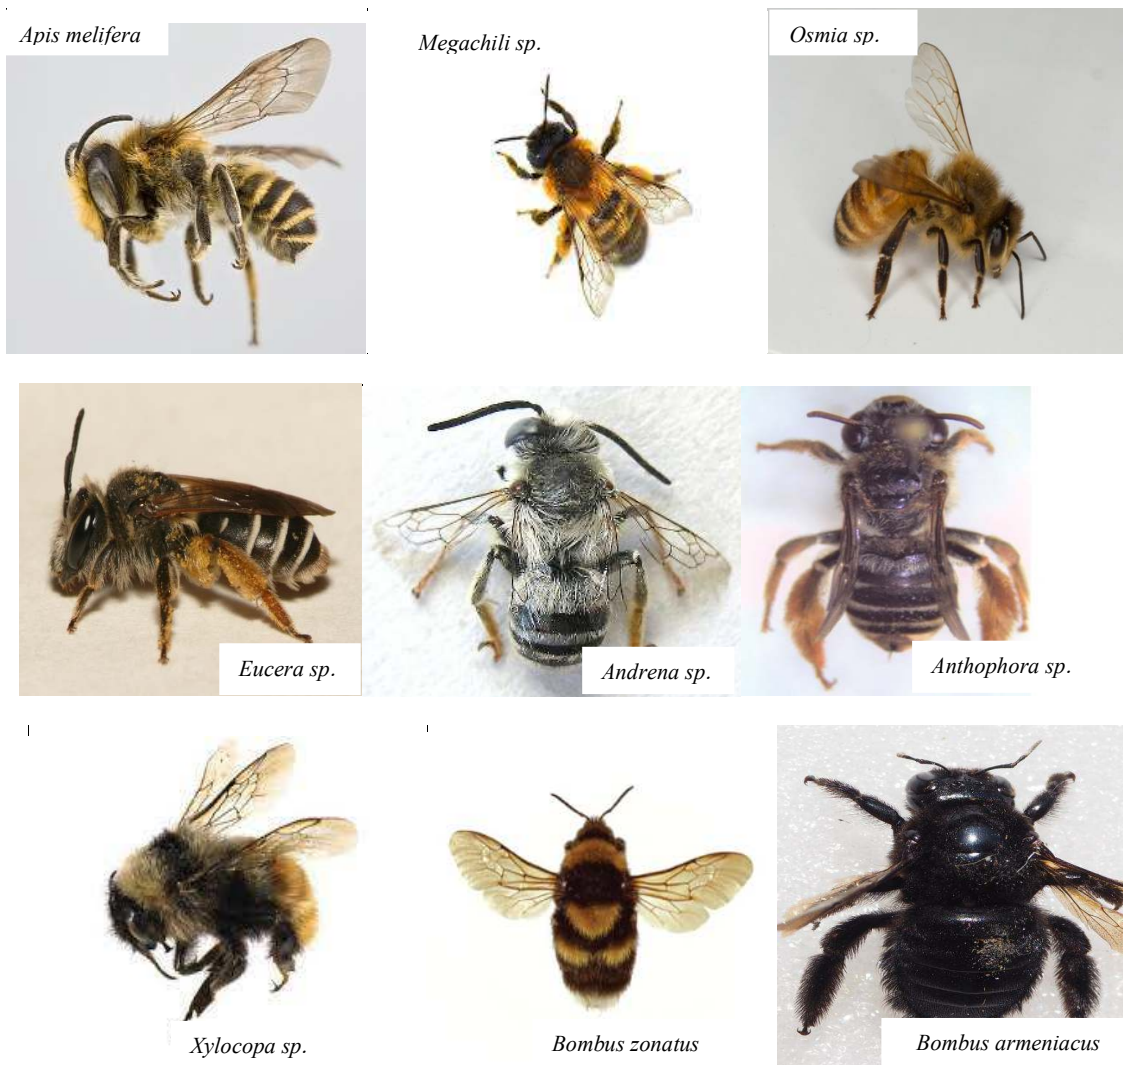 Apis melifera
Megachili sp.
Osmia sp.
Eucera sp.
Andrena sp.
Anthophora sp.
Xylocopa sp.
Bombus zonatus
Bombus armeniacus